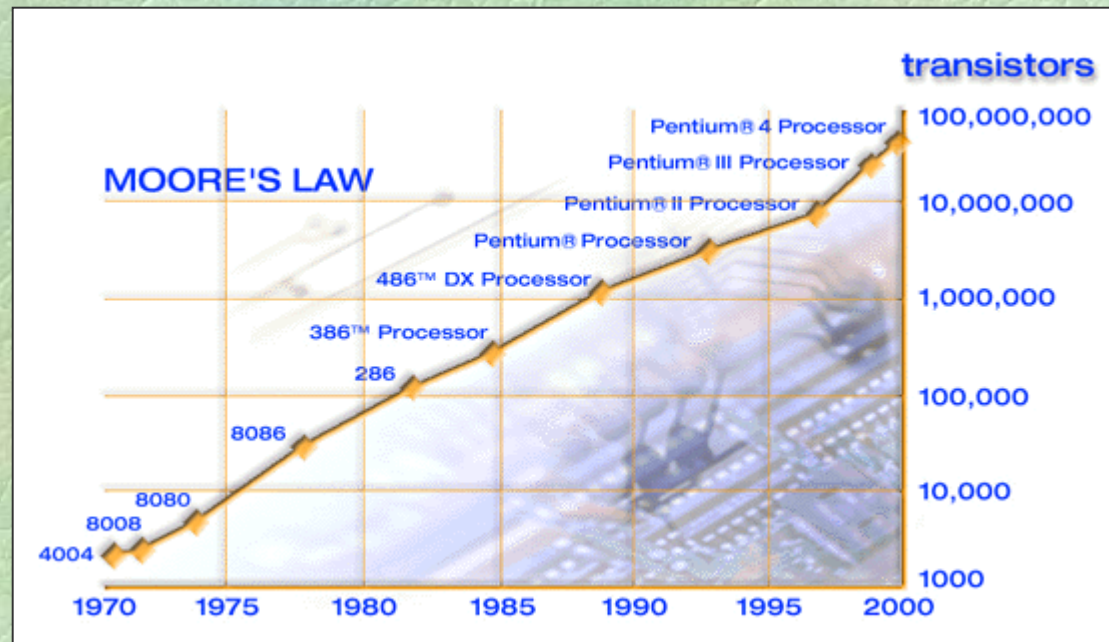 transistors
100,000,000
Pentium® 4 Processor
Pentium® III Processor
MOORE'S LAW
10,000,000
Pentium® II Processor
Pentium® Processor
486™ DX Processor
1,000,000
386™ Processor
286
100,000
8086
8080
10,000
8008
4004
1000
1970 1975 1980 1985 1990 1995 2000